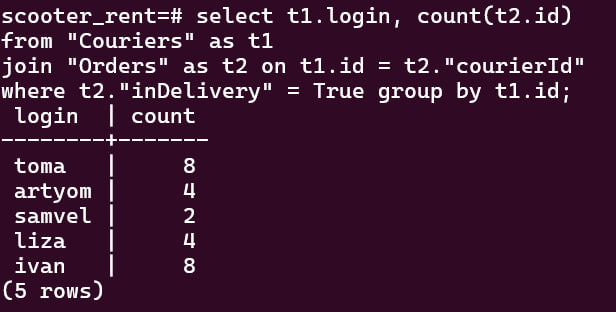 scooter_rent=# select t1.login, count(t2.id)
from "Couriers" as t1
join "Orders" as t2 on t1.id = t2."courierId"
where t2."inDelivery" = True group by t1.id;
 login  | count
--------+-------
 toma   |     8
 artyom |     4
 samvel |     2
 liza   |     4
 ivan   |     8
(5 rows)